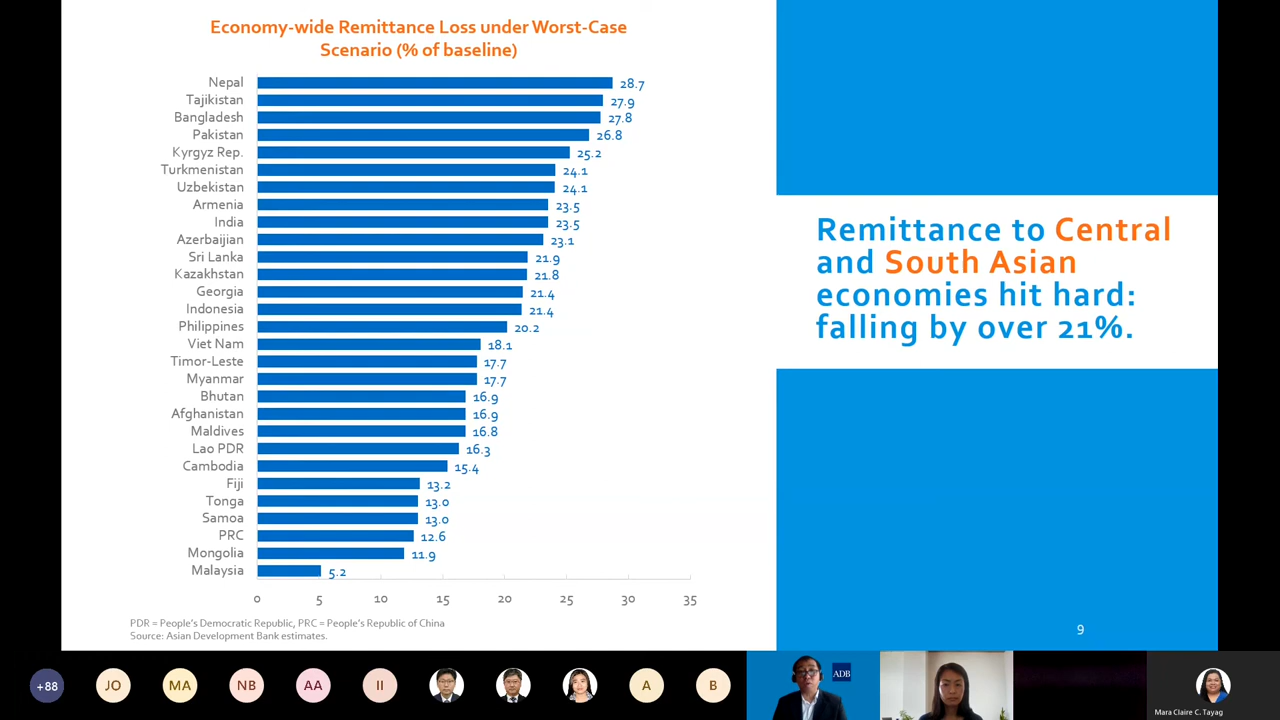 Economy-wide Remittance Loss under Worst-Case
Scenario (% of baseline)
Nepal 28.7
Tajikistan 27.9
Bangladesh 27.8
Pakistan 26.8
Kyrgyz Rep. 25.2
Turkmenistan 24.1
Uzbekistan 24.1
Armenia 23.5
India 23.5
Azerbaijian 23.1
Sri Lanka 21.9
Kazakhstan 21.8
Georgia 21.4
Indonesia 21.4
Philippines 20.2
Viet Nam 18.1
Timor-Leste 17.7
Myanmar 17.7
Bhutan 16.9
Afghanistan 16.9
Maldives 16.8
Lao PDR 16.3
Cambodia 15.4
Fiji 13.2
Tonga 13.0
Samoa 13.0
PRC 12.6
Mongolia 11.9
Malaysia 5.2
0 5 10 15 20 25 30 35
PDR = People's Democratic Republic, PRC = People's Republic of China
Source: Asian Development Bank estimates.
Remittance to Central
and South Asian
economies hit hard:
falling by over 21%.
9
+88 JO MA NB AA II A B
ADB
Mara Claire C. Tayag